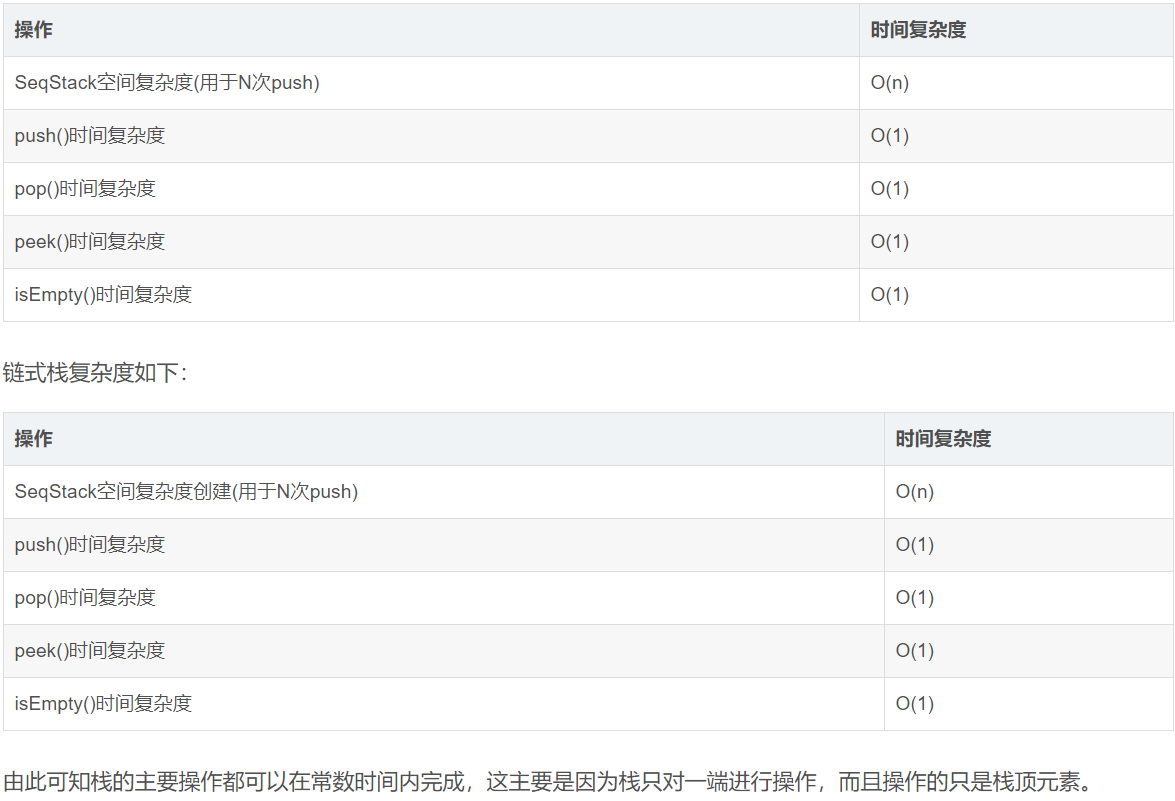 操作 时间复杂度
SeqStack空间复杂度(用于N次push) O(n)
push()时间复杂度 O(1)
pop()时间复杂度 O(1)
peek()时间复杂度 O(1)
isEmpty()时间复杂度 O(1)
链式栈复杂度如下：
操作 时间复杂度
SeqStack空间复杂度创建(用于N次push) O(n)
push()时间复杂度 O(1)
pop()时间复杂度 O(1)
peek()时间复杂度 O(1)
isEmpty()时间复杂度 O(1)
由此可知栈的主要操作都可以在常数时间内完成，这主要是因为栈只对一端进行操作，而且操作的只是栈顶元素。